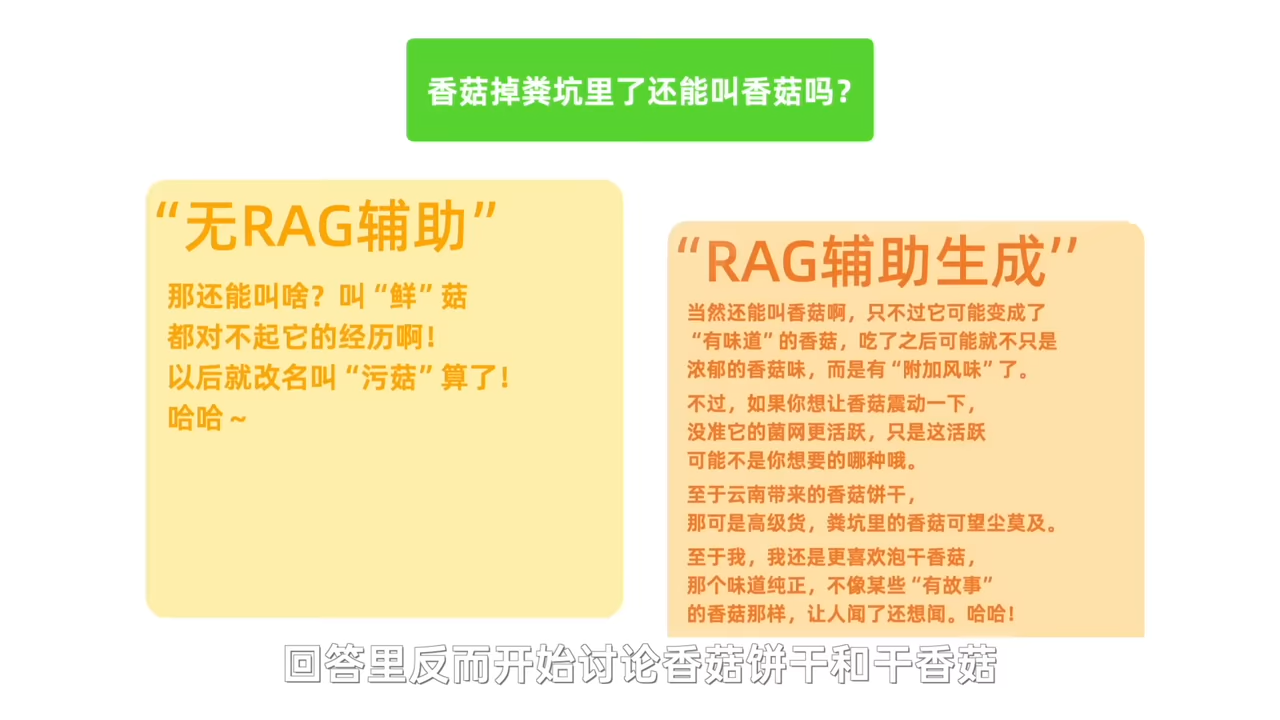 香菇掉粪坑里了还能叫香菇吗？
“无RAG辅助”
那还能叫啥？叫“鲜”菇
都对不起它的经历啊！
以后就改名叫“污菇”算了！
哈哈～
“RAG辅助生成”
当然还能叫香菇啊，只不过它可能变成了
“有味道”的香菇，吃了之后可能就不只是
浓郁的香菇味，而是有“附加风味”了。
不过，如果你想让香菇震动一下，
没准它的菌网更活跃，只是这活跃
可能不是你想要的哪种哦。
至于云南带来的香菇饼干，
那可是高级货，粪坑里的香菇可望尘莫及。
至于我，我还是更喜欢泡干香菇，
那个味道纯正，不像某些“有故事”
的香菇那样，让人闻了还想闻。哈哈！
回答里反而开始讨论香菇饼干和干香菇